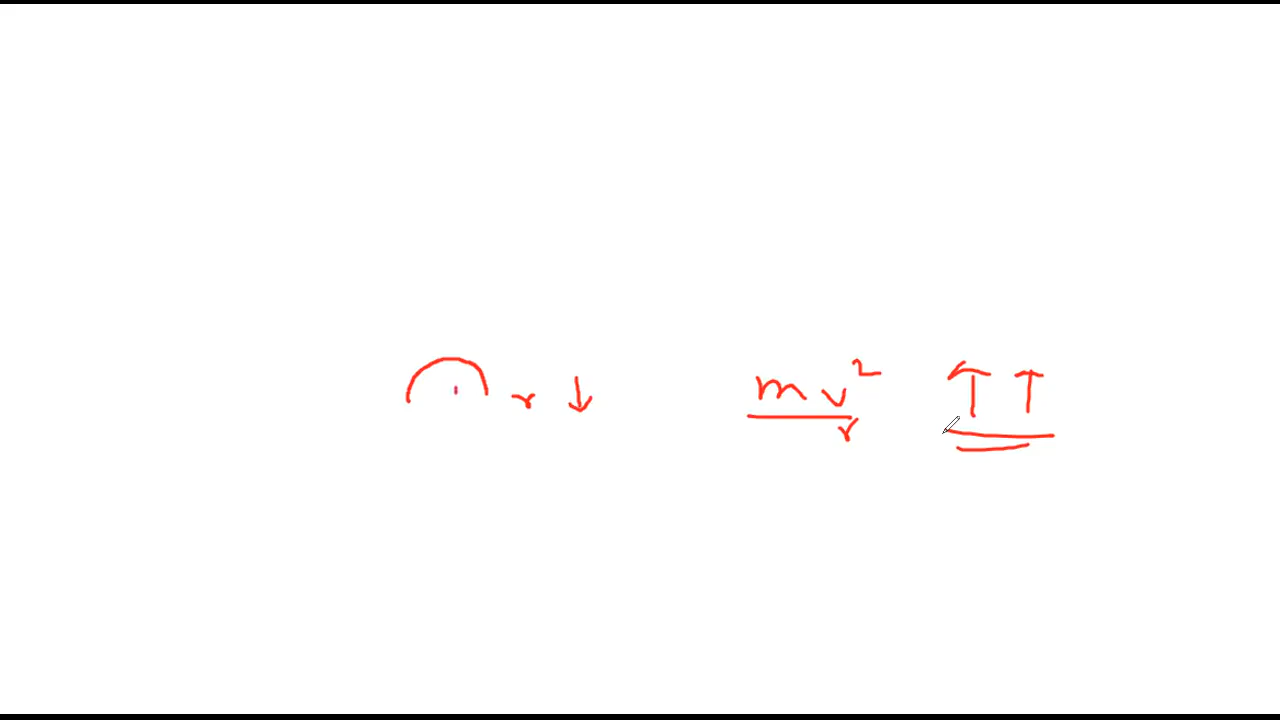 r ↓ mv²/r ↑↑